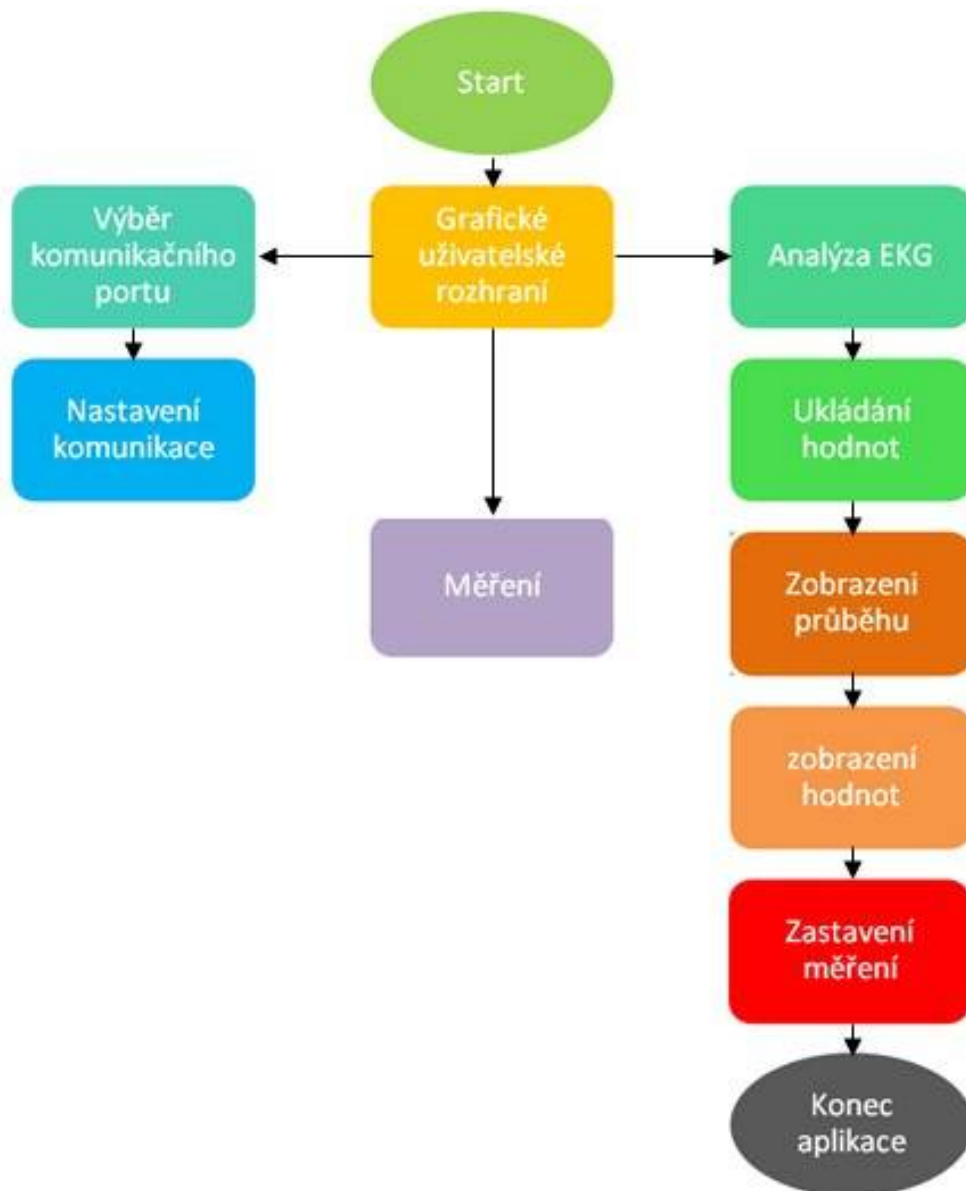 Start
Výběr
komunikačního
portu
Grafické
uživatelské
rozhraní
Analýza EKG
Nastavení
komunikace
Ukládání
hodnot
Měření
Zobrazení
průběhu
zobrazení
hodnot
Zastavení
měření
Konec
aplikace